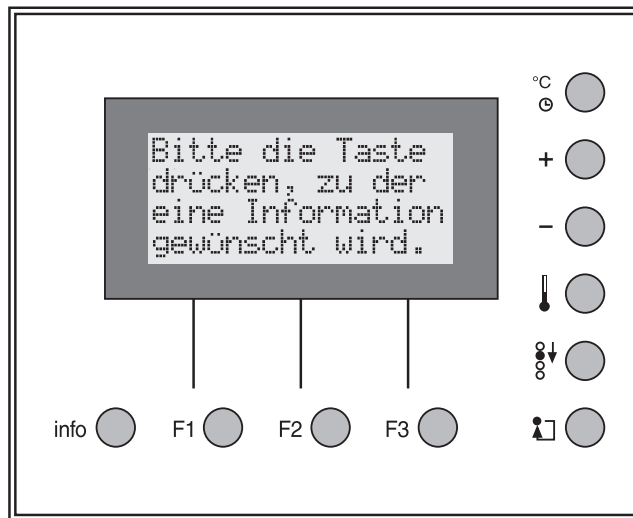 Bitte die Taste
drücken, zu der
eine Information
gewünscht wird.
°C
+
−
info
F1
F2
F3